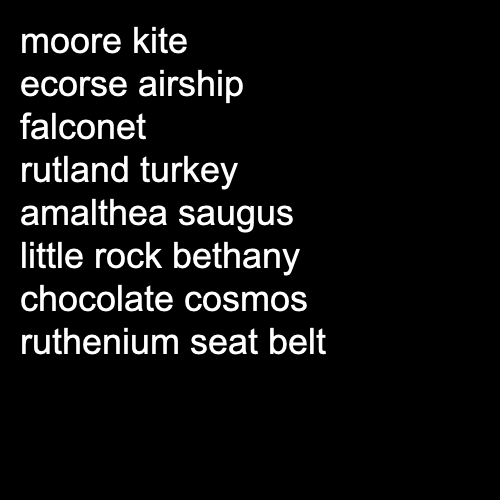 moore kite
ecorse airship
falconet
rutland turkey
amalthea saugus
little rock bethany
chocolate cosmos
ruthenium seat belt